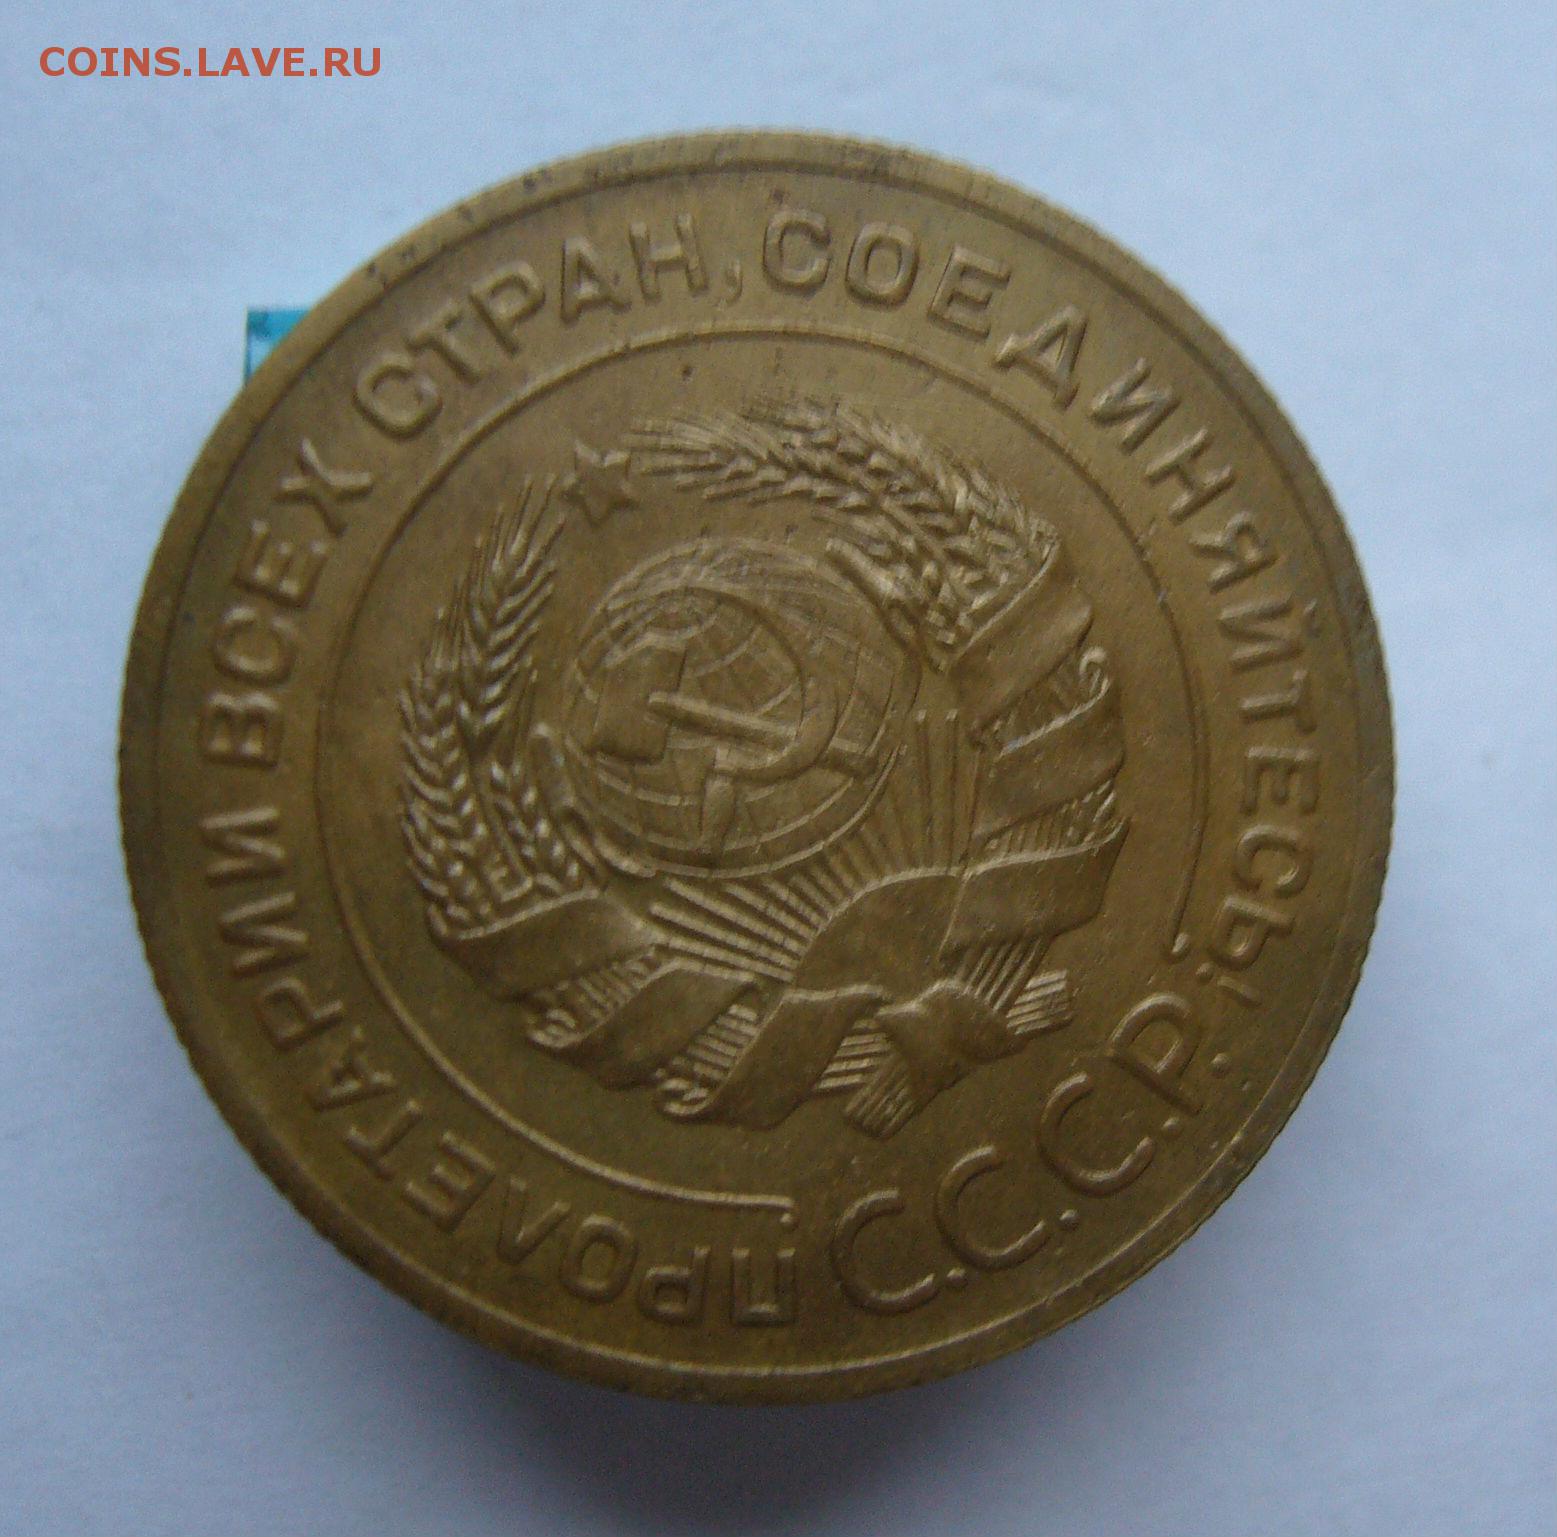 COINS.LAVE.RU
ПРОЛЕТАРИИ ВСЕХ СТРАН, СОЕДИНЯЙТЕСЬ!
С.С.С.Р.